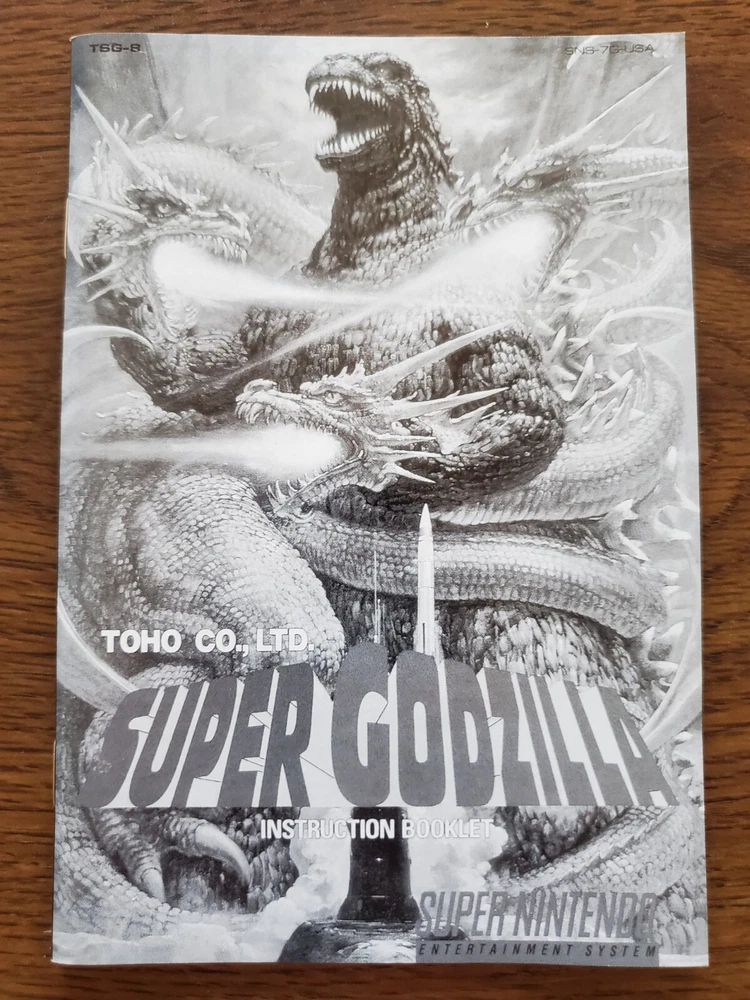 TSG-8
SNS-7G-USA
TOHO CO., LTD.
SUPER GODZILLA
INSTRUCTION BOOKLET
SUPER NINTENDO
ENTERTAINMENT SYSTEM